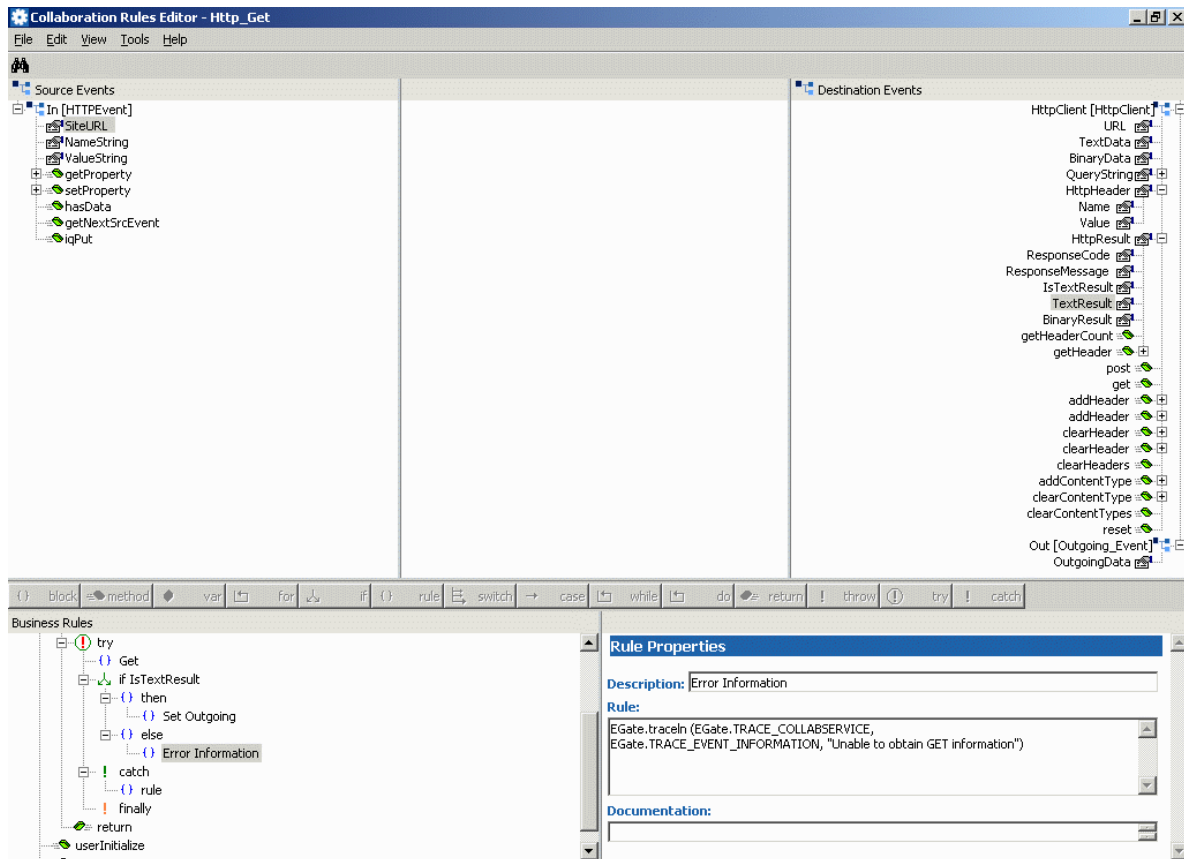 Collaboration Rules Editor - Http_Get
File Edit View Tools Help
Source Events
Destination Events
In [HTTPEvent]
SiteURL
NameString
ValueString
getProperty
setProperty
hasData
getNextSrcEvent
iqPut
HttpClient [HttpClient]
URL
TextData
BinaryData
QueryString
HttpHeader
Name
Value
HttpResult
ResponseCode
ResponseMessage
IsTextResult
TextResult
BinaryResult
getHeaderCount
getHeader
post
get
addHeader
addHeader
clearHeader
clearHeader
clearHeaders
addContentType
clearContentType
clearContentTypes
reset
Out [Outgoing_Event]
OutgoingData
{} block method var for if {} rule switch case while do return ! throw try ! catch
Business Rules
try
{} Get
if IsTextResult
{} then
{} Set Outgoing
{} else
{} Error Information
! catch
{} rule
! finally
return
userInitialize
Rule Properties
Description: Error Information
Rule:
EGate.traceln (EGate.TRACE_COLLABSERVICE,
EGate.TRACE_EVENT_INFORMATION, "Unable to obtain GET information")
Documentation: